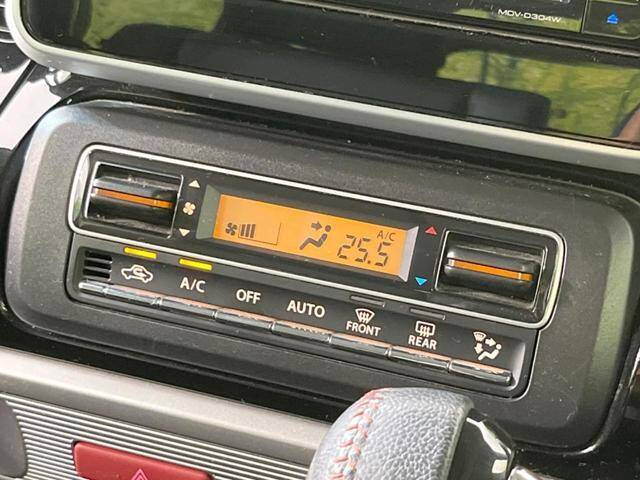 MDV-D304W
A/C
25.5
A/C
OFF
AUTO
FRONT
REAR